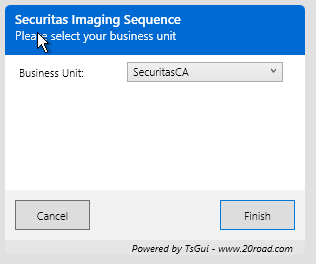 Securitas Imaging Sequence
Please select your business unit
Business Unit: SecuritasCA
Cancel Finish
Powered by TsGui - www.20road.com